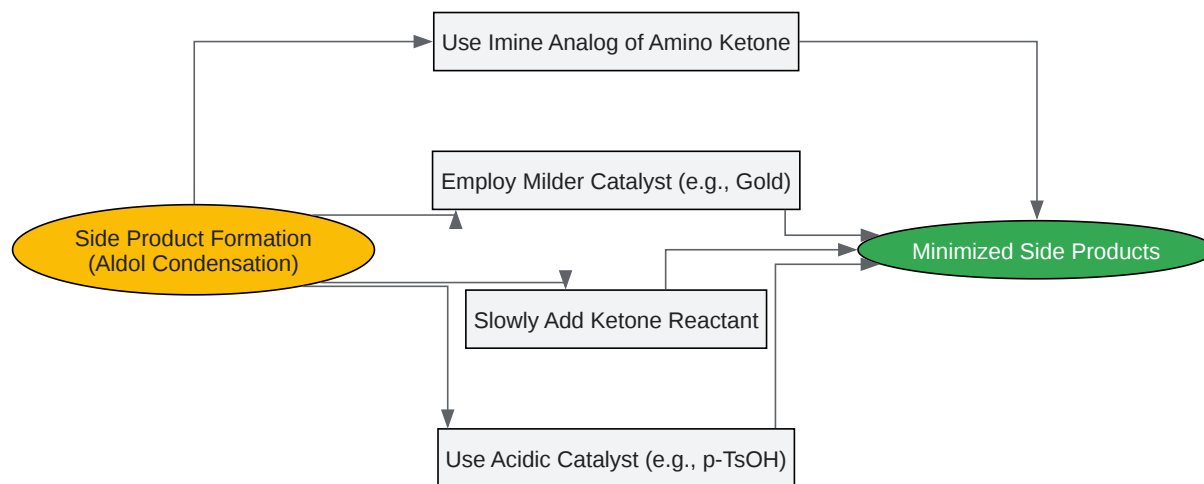 Use Imine Analog of Amino Ketone
Employ Milder Catalyst (e.g., Gold)
Side Product Formation
(Aldol Condensation)
Minimized Side Products
Slowly Add Ketone Reactant
Use Acidic Catalyst (e.g., p-TsOH)